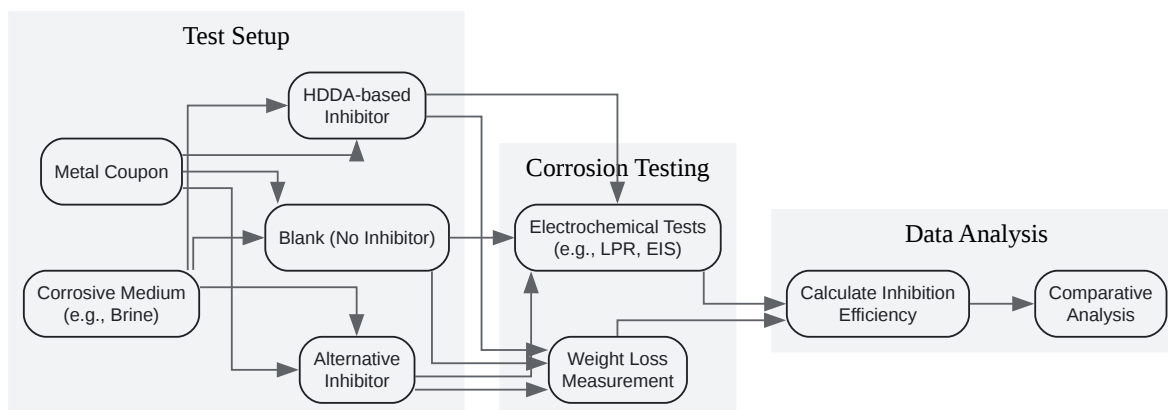 Test Setup
HDDA-based
Inhibitor
Metal Coupon
Blank (No Inhibitor)
Corrosive Medium
(e.g., Brine)
Alternative
Inhibitor
Corrosion Testing
Electrochemical Tests
(e.g., LPR, EIS)
Weight Loss
Measurement
Data Analysis
Calculate Inhibition
Efficiency
Comparative
Analysis